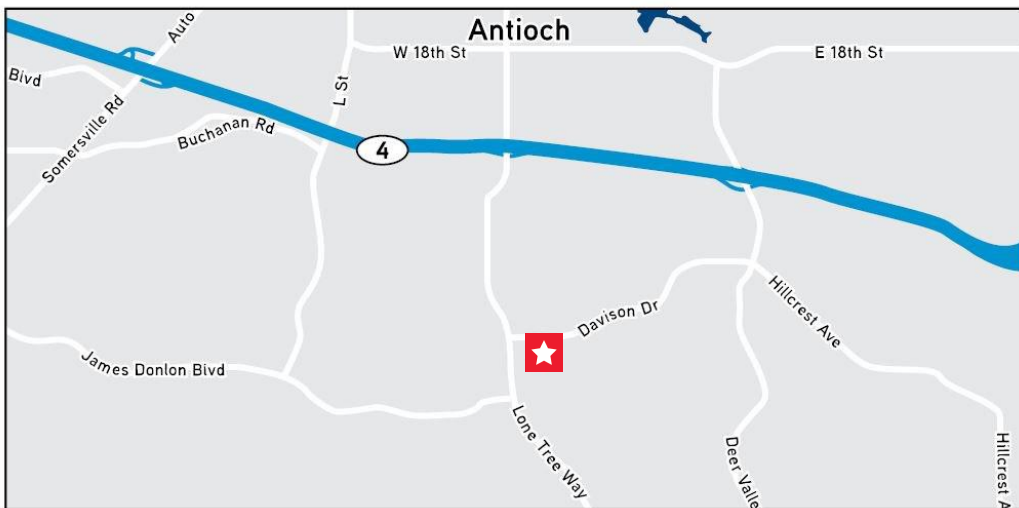 Antioch
Auto
W 18th St
E 18th St
Blvd
L St
Somersville Rd
Buchanan Rd
4
Davison Dr
Hillcrest Ave
James Donlon Blvd
Lone Tree Way
Deer Valle
Hillcrest A